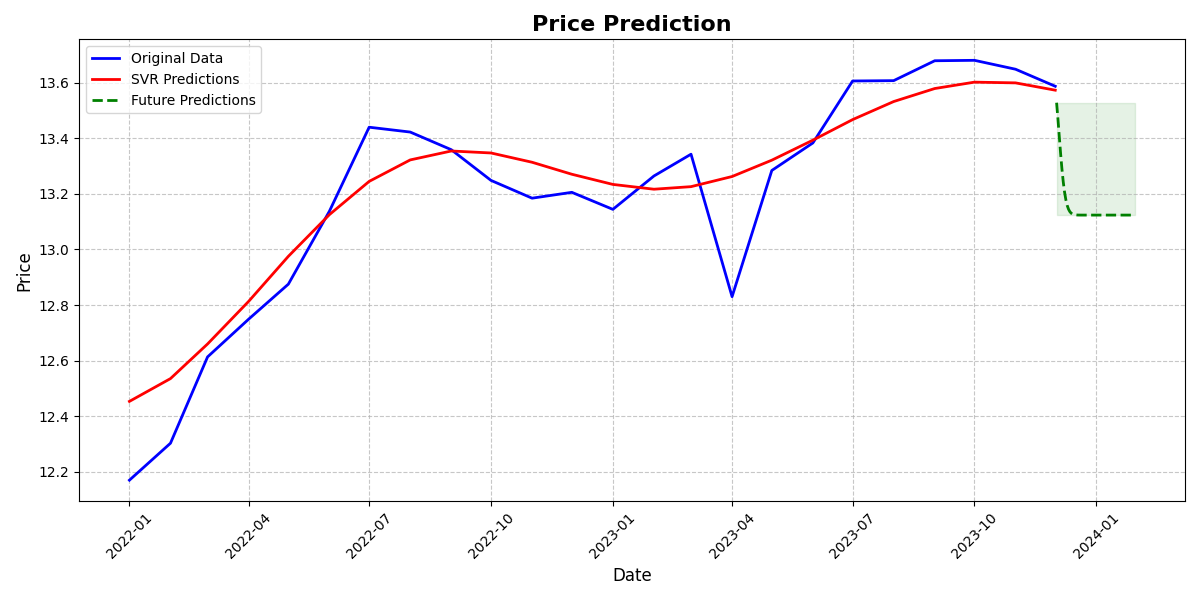 Price Prediction
Original Data
SVR Predictions
Future Predictions
Price
13.6
13.4
13.2
13.0
12.8
12.6
12.4
12.2
2022-01
2022-04
2022-07
2022-10
2023-01
2023-04
2023-07
2023-10
2024-01
Date